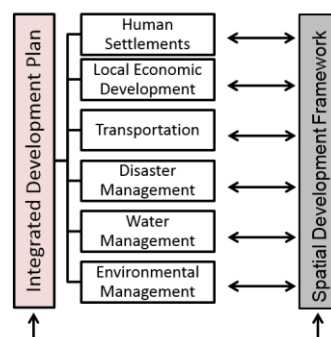 Integrated Development Plan
Human
Settlements
Local Economic
Development
Transportation
Disaster
Management
Water
Management
Environmental
Management
Spatial Development Framework